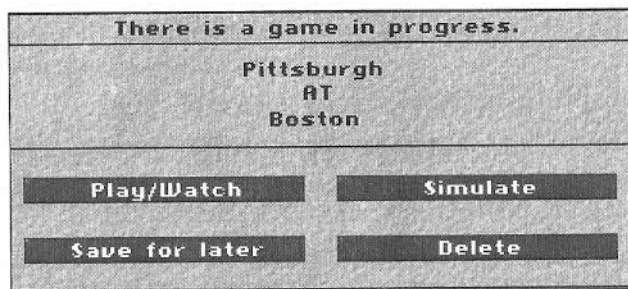 There is a game in progress.
Pittsburgh
AT
Boston
Play/Watch
Simulate
Save for later
Delete